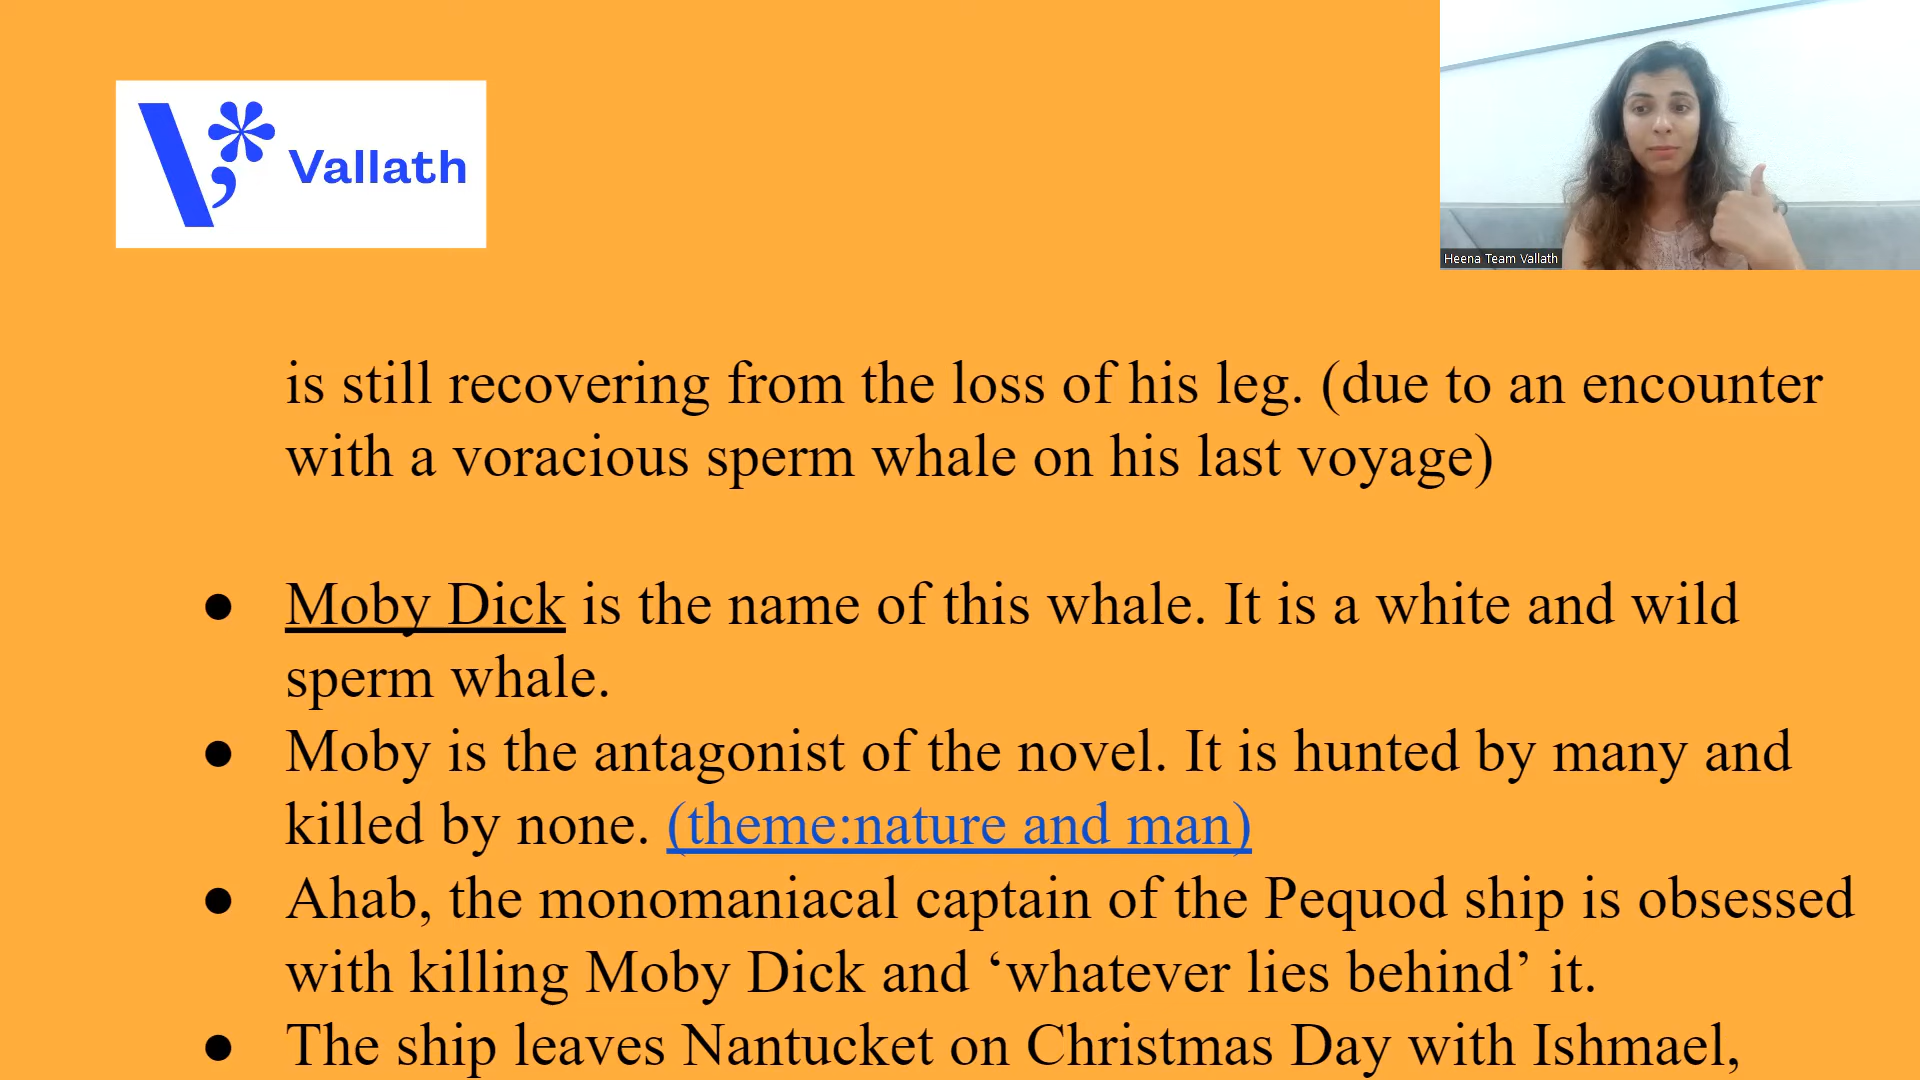 Vallath
Heena Team Vallath
is still recovering from the loss of his leg. (due to an encounter
with a voracious sperm whale on his last voyage)
● Moby Dick is the name of this whale. It is a white and wild
sperm whale.
● Moby is the antagonist of the novel. It is hunted by many and
killed by none. (theme:nature and man)
● Ahab, the monomaniacal captain of the Pequod ship is obsessed
with killing Moby Dick and ‘whatever lies behind’ it.
● The ship leaves Nantucket on Christmas Day with Ishmael,